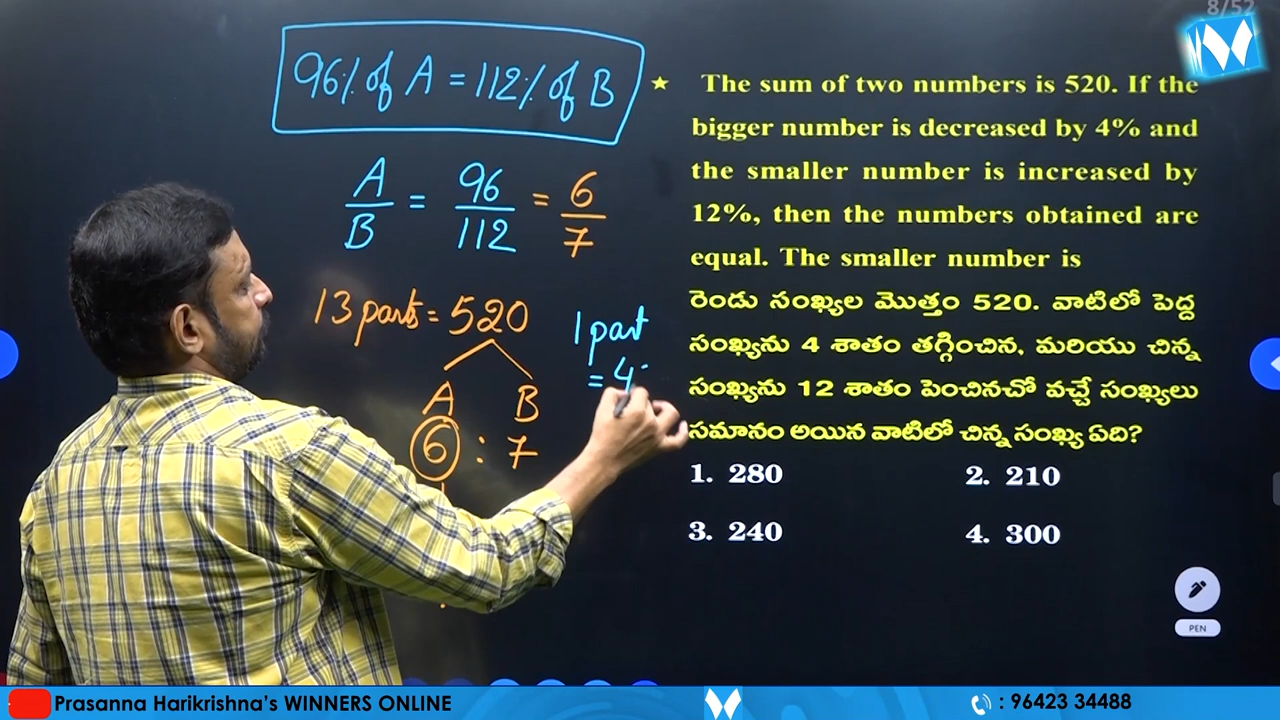 8/52
96% of A = 112% of B
A/B = 96/112 = 6/7
13 parts = 520
A B
6 : 7
1 part
= 4
★ The sum of two numbers is 520. If the
bigger number is decreased by 4% and
the smaller number is increased by
12%, then the numbers obtained are
equal. The smaller number is
రెండు సంఖ్యల మొత్తం 520. వాటిలో పెద్ద
సంఖ్యను 4 శాతం తగ్గించిన, మరియు చిన్న
సంఖ్యను 12 శాతం పెంచినచో వచ్చే సంఖ్యలు
సమానం అయిన వాటిలో చిన్న సంఖ్య ఏది?
1. 280 2. 210
3. 240 4. 300
PEN
Prasanna Harikrishna's WINNERS ONLINE : 96423 34488